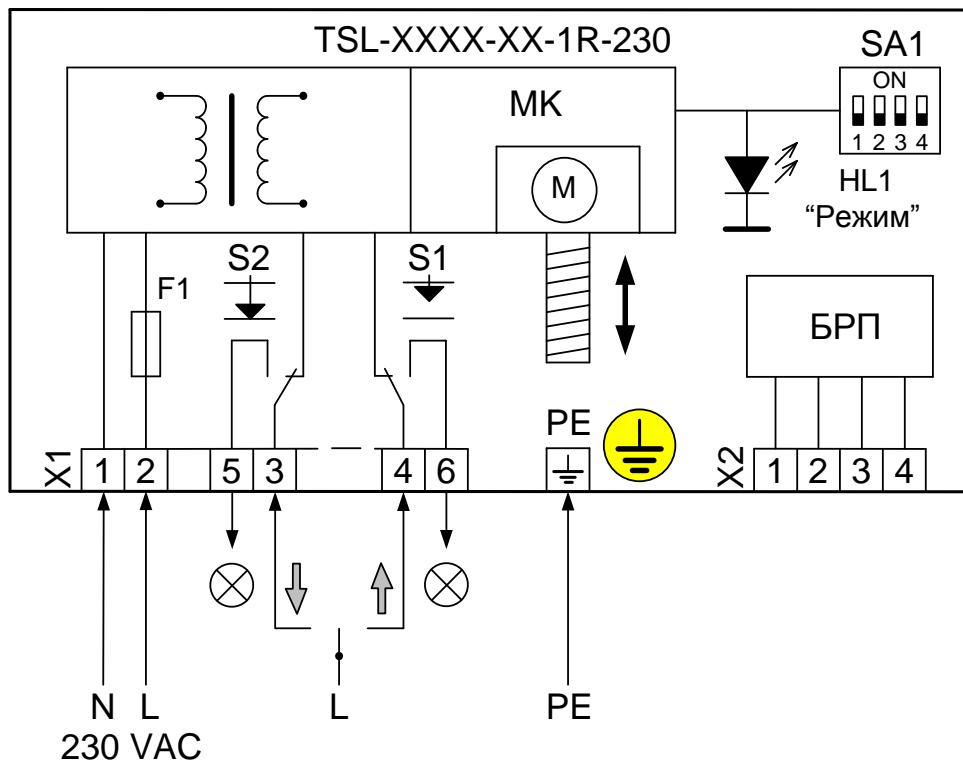 TSL-XXXX-XX-1R-230
SA1
ON
1 2 3 4
МК
М
HL1
“Режим”
S2
S1
F1
БРП
PE
X1
1 2 5 3 4 6
X2
1 2 3 4
N L
L
PE
230 VAC